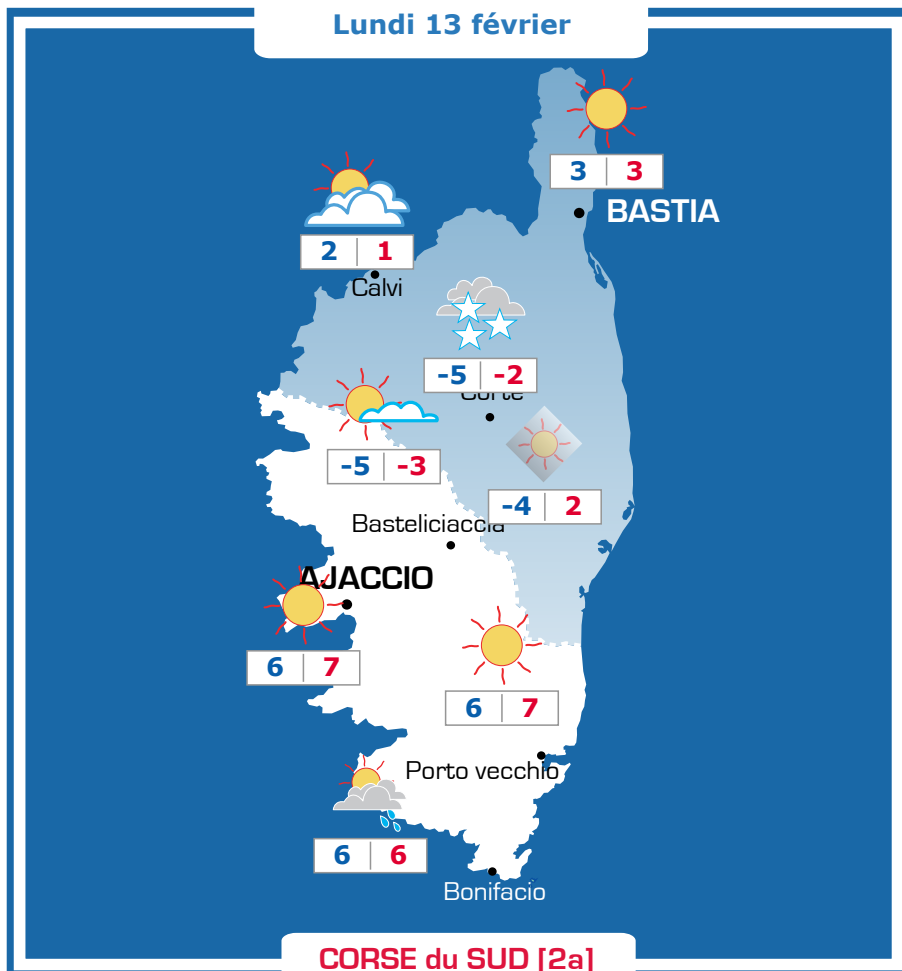 Lundi 13 février
3 3
BASTIA
2 1
Calvi
-5 -2
Corte
-5 -3
-4 2
Basteliciaccia
AJACCIO
6 7
6 7
Porto vecchio
6 6
Bonifacio
CORSE du SUD [2a]